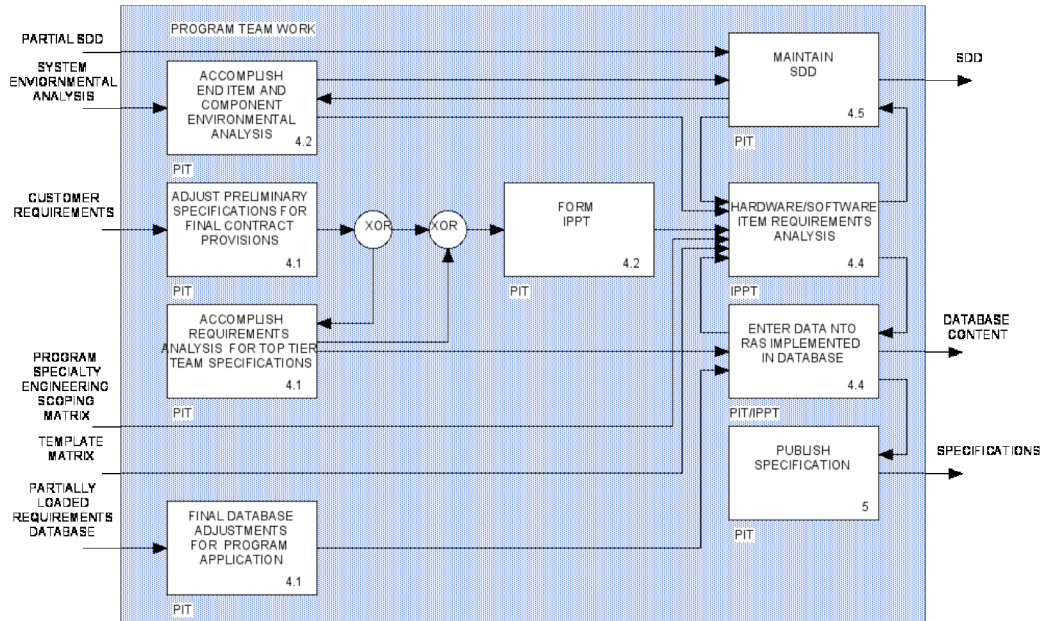 PROGRAM TEAM WORK
PARTIAL SDD
SYSTEM
ENVIORNMENTAL
ANALYSIS
ACCOMPLISH
END ITEM AND
COMPONENT
ENVIRONMENTAL
ANALYSIS
4.2
PIT
MAINTAIN
SDD
4.5
PIT
SDD
CUSTOMER
REQUIREMENTS
ADJUST PRELIMINARY
SPECIFICATIONS FOR
FINAL CONTRACT
PROVISIONS
4.1
PIT
XOR
XOR
FORM
IPPT
4.2
PIT
HARDWARE/SOFTWARE
ITEM REQUIREMENTS
ANALYSIS
4.4
IPPT
ACCOMPLISH
REQUIREMENTS
ANALYSIS FOR TOP TIER
TEAM SPECIFICATIONS
4.1
PIT
ENTER DATA NTO
RAS IMPLEMENTED
IN DATABASE
4.4
PIT/IPPT
DATABASE
CONTENT
PROGRAM
SPECIALTY
ENGINEERING
SCOPING
MATRIX
TEMPLATE
MATRIX
PUBLISH
SPECIFICATION
5
PIT
SPECIFICATIONS
PARTIALLY
LOADED
REQUIREMENTS
DATABASE
FINAL DATABASE
ADJUSTMENTS
FOR PROGRAM
APPLICATION
4.1
PIT